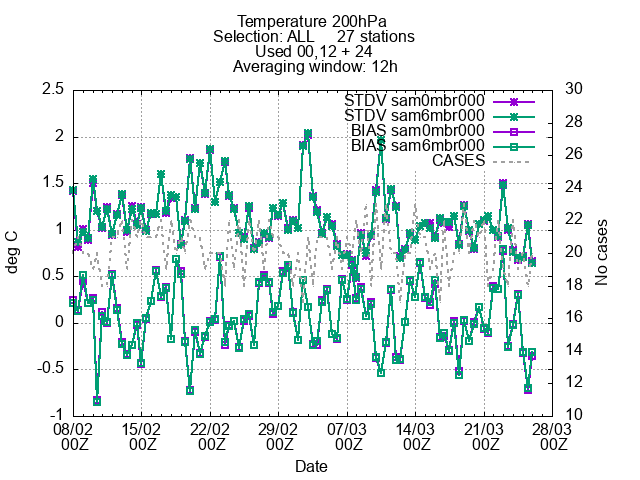 Temperature 200hPa
Selection: ALL 27 stations
Used 00,12 + 24
Averaging window: 12h
STDV sam0mbr000
STDV sam6mbr000
BIAS sam0mbr000
BIAS sam6mbr000
CASES
2.5
2
1.5
1
0.5
0
-0.5
-1
deg C
30
28
26
24
22
20
18
16
14
12
10
No cases
08/02 15/02 22/02 29/02 07/03 14/03 21/03 28/03
00Z 00Z 00Z 00Z 00Z 00Z 00Z 00Z
Date